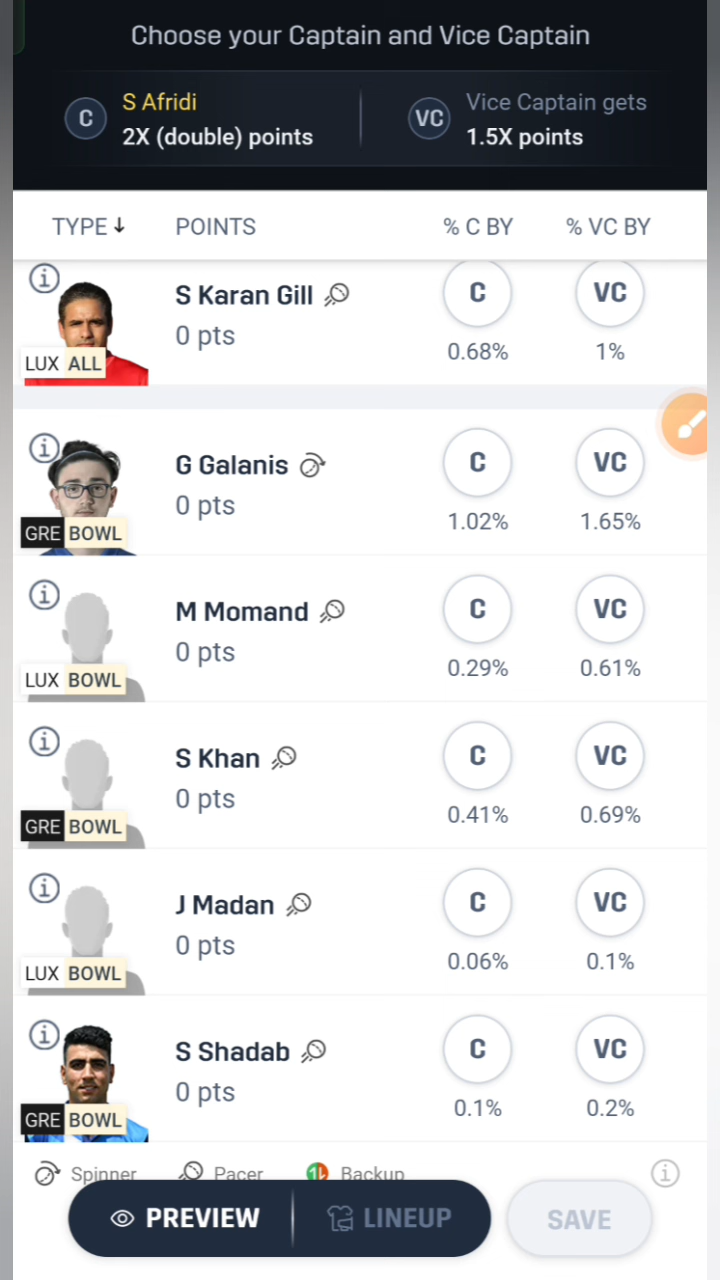 Choose your Captain and Vice Captain
C
S Afridi
2X (double) points
VC
Vice Captain gets
1.5X points
TYPE ↓ POINTS % C BY % VC BY
S Karan Gill
0 pts
C
VC
0.68%
1%
LUX ALL
G Galanis
0 pts
C
VC
1.02%
1.65%
GRE BOWL
M Momand
0 pts
C
VC
0.29%
0.61%
LUX BOWL
S Khan
0 pts
C
VC
0.41%
0.69%
GRE BOWL
J Madan
0 pts
C
VC
0.06%
0.1%
LUX BOWL
S Shadab
0 pts
C
VC
0.1%
0.2%
GRE BOWL
Spinner Pacer Backup
PREVIEW LINEUP SAVE